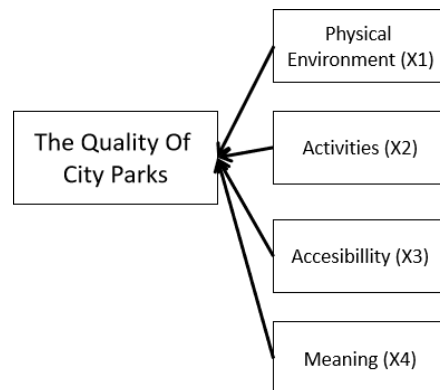 Physical
Environment (X1)
The Quality Of
City Parks
Activities (X2)
Accesibillity (X3)
Meaning (X4)